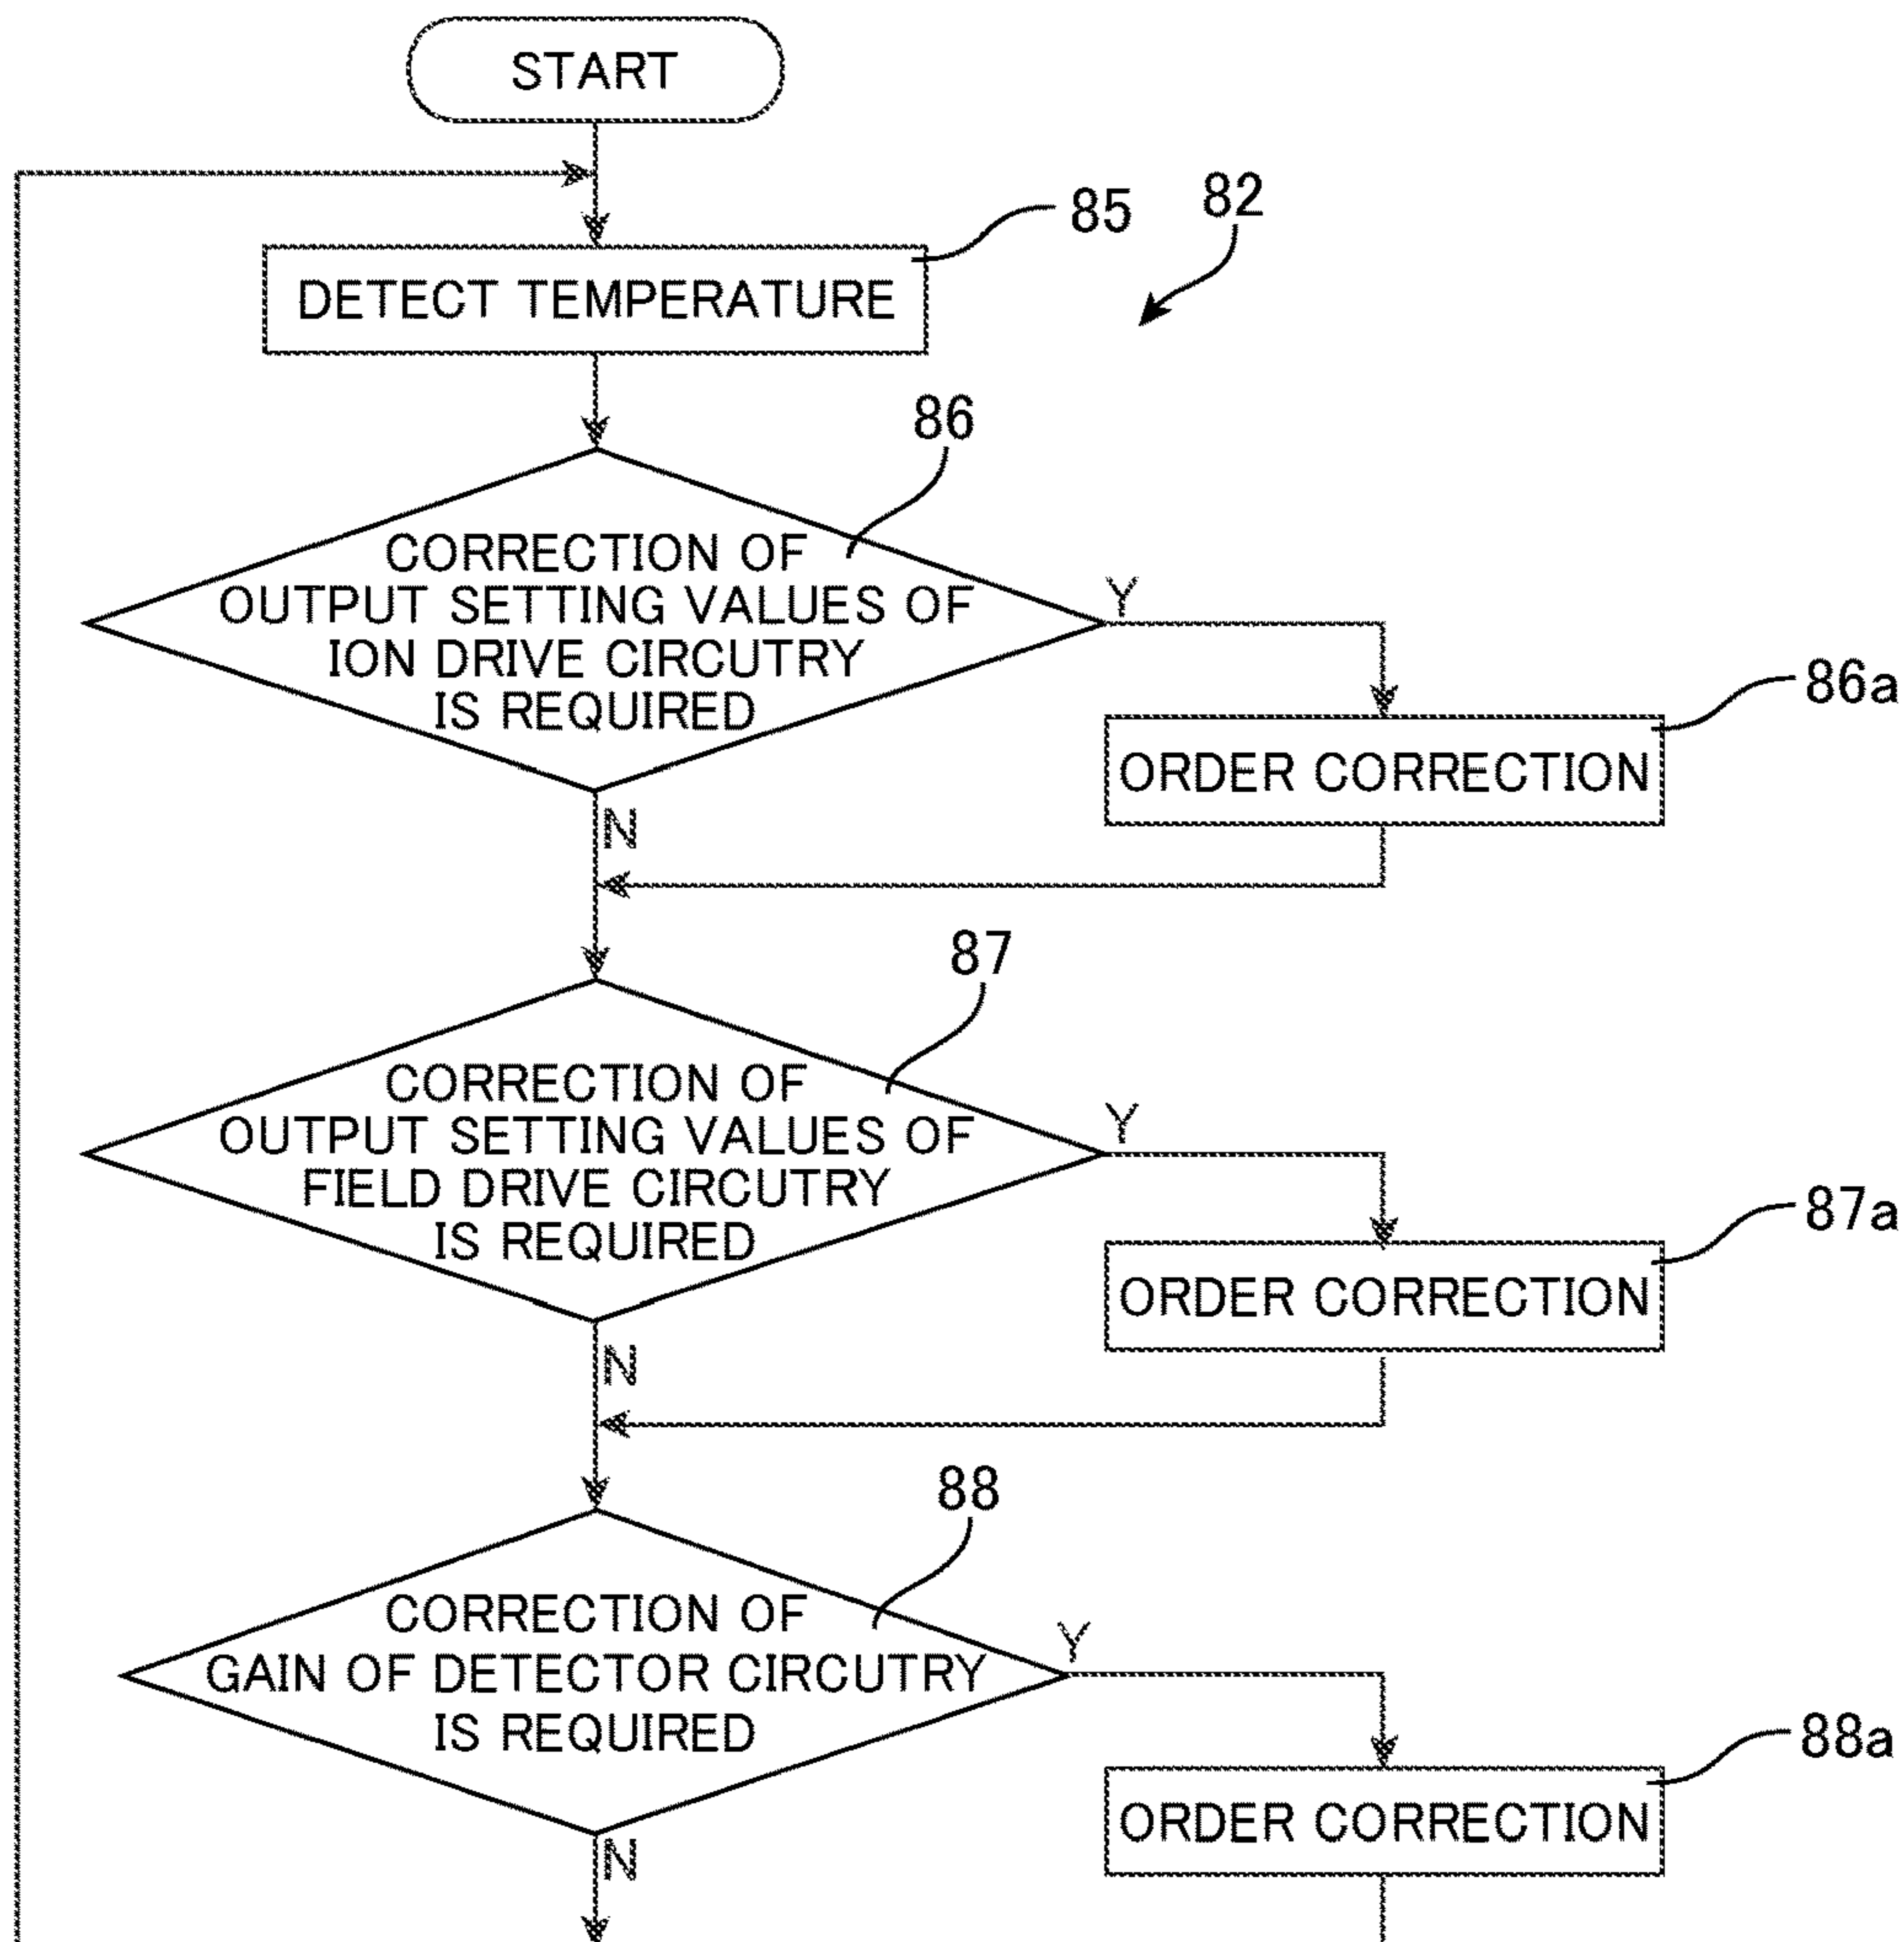 START
85
82
DETECT TEMPERATURE
86
CORRECTION OF
OUTPUT SETTING VALUES OF
ION DRIVE CIRCUTRY
IS REQUIRED
Y
86a
ORDER CORRECTION
N
87
CORRECTION OF
OUTPUT SETTING VALUES OF
FIELD DRIVE CIRCUTRY
IS REQUIRED
Y
87a
ORDER CORRECTION
N
88
CORRECTION OF
GAIN OF DETECTOR CIRCUTRY
IS REQUIRED
Y
88a
ORDER CORRECTION
N